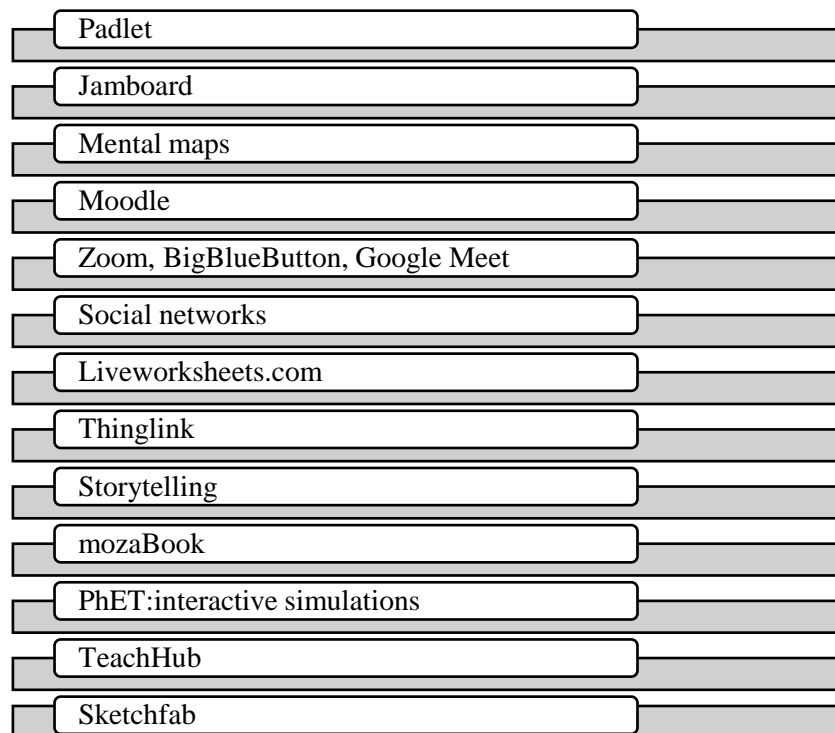 Padlet
Jamboard
Mental maps
Moodle
Zoom, BigBlueButton, Google Meet
Social networks
Liveworksheets.com
Thinglink
Storytelling
mozaBook
PhET:interactive simulations
TeachHub
Sketchfab